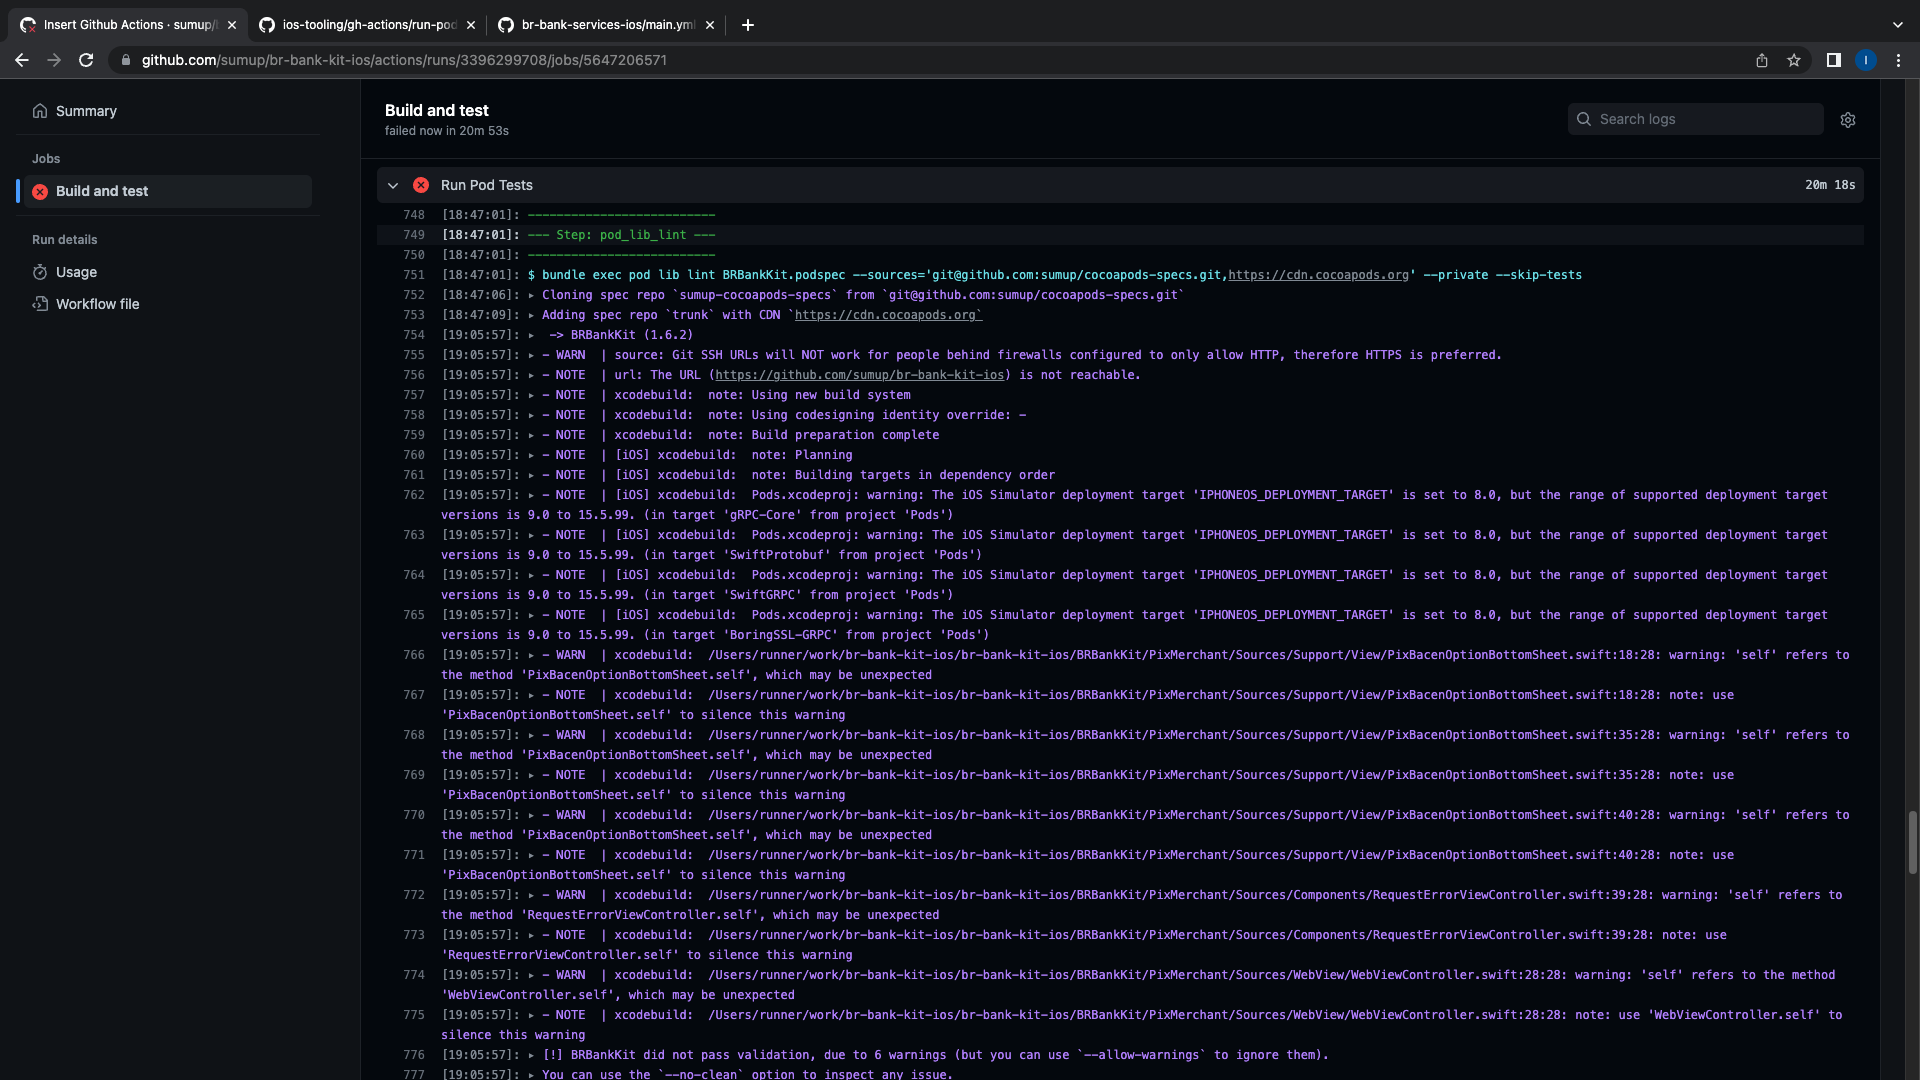 Insert Github Actions · sumup/b
ios-tooling/gh-actions/run-pod
br-bank-services-ios/main.yml
github.com/sumup/br-bank-kit-ios/actions/runs/3396299708/jobs/5647206571
I
Summary
Jobs
Build and test
Run details
Usage
Workflow file
Build and test
failed now in 20m 53s
Search logs
Run Pod Tests
20m 18s
748 [18:47:01]: --------------------------
749 [18:47:01]: --- Step: pod_lib_lint ---
750 [18:47:01]: --------------------------
751 [18:47:01]: $ bundle exec pod lib lint BRBankKit.podspec --sources='git@github.com:sumup/cocoapods-specs.git,https://cdn.cocoapods.org' --private --skip-tests
752 [18:47:06]: ▸ Cloning spec repo `sumup-cocoapods-specs` from `git@github.com:sumup/cocoapods-specs.git`
753 [18:47:09]: ▸ Adding spec repo `trunk` with CDN `https://cdn.cocoapods.org`
754 [19:05:57]: ▸ -> BRBankKit (1.6.2)
755 [19:05:57]: ▸ - WARN | source: Git SSH URLs will NOT work for people behind firewalls configured to only allow HTTP, therefore HTTPS is preferred.
756 [19:05:57]: ▸ - NOTE | url: The URL (https://github.com/sumup/br-bank-kit-ios) is not reachable.
757 [19:05:57]: ▸ - NOTE | xcodebuild: note: Using new build system
758 [19:05:57]: ▸ - NOTE | xcodebuild: note: Using codesigning identity override: -
759 [19:05:57]: ▸ - NOTE | xcodebuild: note: Build preparation complete
760 [19:05:57]: ▸ - NOTE | [iOS] xcodebuild: note: Planning
761 [19:05:57]: ▸ - NOTE | [iOS] xcodebuild: note: Building targets in dependency order
762 [19:05:57]: ▸ - NOTE | [iOS] xcodebuild: Pods.xcodeproj: warning: The iOS Simulator deployment target 'IPHONEOS_DEPLOYMENT_TARGET' is set to 8.0, but the range of supported deployment target
versions is 9.0 to 15.5.99. (in target 'gRPC-Core' from project 'Pods')
763 [19:05:57]: ▸ - NOTE | [iOS] xcodebuild: Pods.xcodeproj: warning: The iOS Simulator deployment target 'IPHONEOS_DEPLOYMENT_TARGET' is set to 8.0, but the range of supported deployment target
versions is 9.0 to 15.5.99. (in target 'SwiftProtobuf' from project 'Pods')
764 [19:05:57]: ▸ - NOTE | [iOS] xcodebuild: Pods.xcodeproj: warning: The iOS Simulator deployment target 'IPHONEOS_DEPLOYMENT_TARGET' is set to 8.0, but the range of supported deployment target
versions is 9.0 to 15.5.99. (in target 'SwiftGRPC' from project 'Pods')
765 [19:05:57]: ▸ - NOTE | [iOS] xcodebuild: Pods.xcodeproj: warning: The iOS Simulator deployment target 'IPHONEOS_DEPLOYMENT_TARGET' is set to 8.0, but the range of supported deployment target
versions is 9.0 to 15.5.99. (in target 'BoringSSL-GRPC' from project 'Pods')
766 [19:05:57]: ▸ - WARN | xcodebuild: /Users/runner/work/br-bank-kit-ios/br-bank-kit-ios/BRBankKit/PixMerchant/Sources/Support/View/PixBacenOptionBottomSheet.swift:18:28: warning: 'self' refers to
the method 'PixBacenOptionBottomSheet.self', which may be unexpected
767 [19:05:57]: ▸ - NOTE | xcodebuild: /Users/runner/work/br-bank-kit-ios/br-bank-kit-ios/BRBankKit/PixMerchant/Sources/Support/View/PixBacenOptionBottomSheet.swift:18:28: note: use
'PixBacenOptionBottomSheet.self' to silence this warning
768 [19:05:57]: ▸ - WARN | xcodebuild: /Users/runner/work/br-bank-kit-ios/br-bank-kit-ios/BRBankKit/PixMerchant/Sources/Support/View/PixBacenOptionBottomSheet.swift:35:28: warning: 'self' refers to
the method 'PixBacenOptionBottomSheet.self', which may be unexpected
769 [19:05:57]: ▸ - NOTE | xcodebuild: /Users/runner/work/br-bank-kit-ios/br-bank-kit-ios/BRBankKit/PixMerchant/Sources/Support/View/PixBacenOptionBottomSheet.swift:35:28: note: use
'PixBacenOptionBottomSheet.self' to silence this warning
770 [19:05:57]: ▸ - WARN | xcodebuild: /Users/runner/work/br-bank-kit-ios/br-bank-kit-ios/BRBankKit/PixMerchant/Sources/Support/View/PixBacenOptionBottomSheet.swift:40:28: warning: 'self' refers to
the method 'PixBacenOptionBottomSheet.self', which may be unexpected
771 [19:05:57]: ▸ - NOTE | xcodebuild: /Users/runner/work/br-bank-kit-ios/br-bank-kit-ios/BRBankKit/PixMerchant/Sources/Support/View/PixBacenOptionBottomSheet.swift:40:28: note: use
'PixBacenOptionBottomSheet.self' to silence this warning
772 [19:05:57]: ▸ - WARN | xcodebuild: /Users/runner/work/br-bank-kit-ios/br-bank-kit-ios/BRBankKit/PixMerchant/Sources/Components/RequestErrorViewController.swift:39:28: warning: 'self' refers to
the method 'RequestErrorViewController.self', which may be unexpected
773 [19:05:57]: ▸ - NOTE | xcodebuild: /Users/runner/work/br-bank-kit-ios/br-bank-kit-ios/BRBankKit/PixMerchant/Sources/Components/RequestErrorViewController.swift:39:28: note: use
'RequestErrorViewController.self' to silence this warning
774 [19:05:57]: ▸ - WARN | xcodebuild: /Users/runner/work/br-bank-kit-ios/br-bank-kit-ios/BRBankKit/PixMerchant/Sources/WebView/WebViewController.swift:28:28: warning: 'self' refers to the method
'WebViewController.self', which may be unexpected
775 [19:05:57]: ▸ - NOTE | xcodebuild: /Users/runner/work/br-bank-kit-ios/br-bank-kit-ios/BRBankKit/PixMerchant/Sources/WebView/WebViewController.swift:28:28: note: use 'WebViewController.self' to
silence this warning
776 [19:05:57]: ▸ [!] BRBankKit did not pass validation, due to 6 warnings (but you can use `--allow-warnings` to ignore them).
777 [19:05:57]: ▸ You can use the `--no-clean` option to inspect any issue.